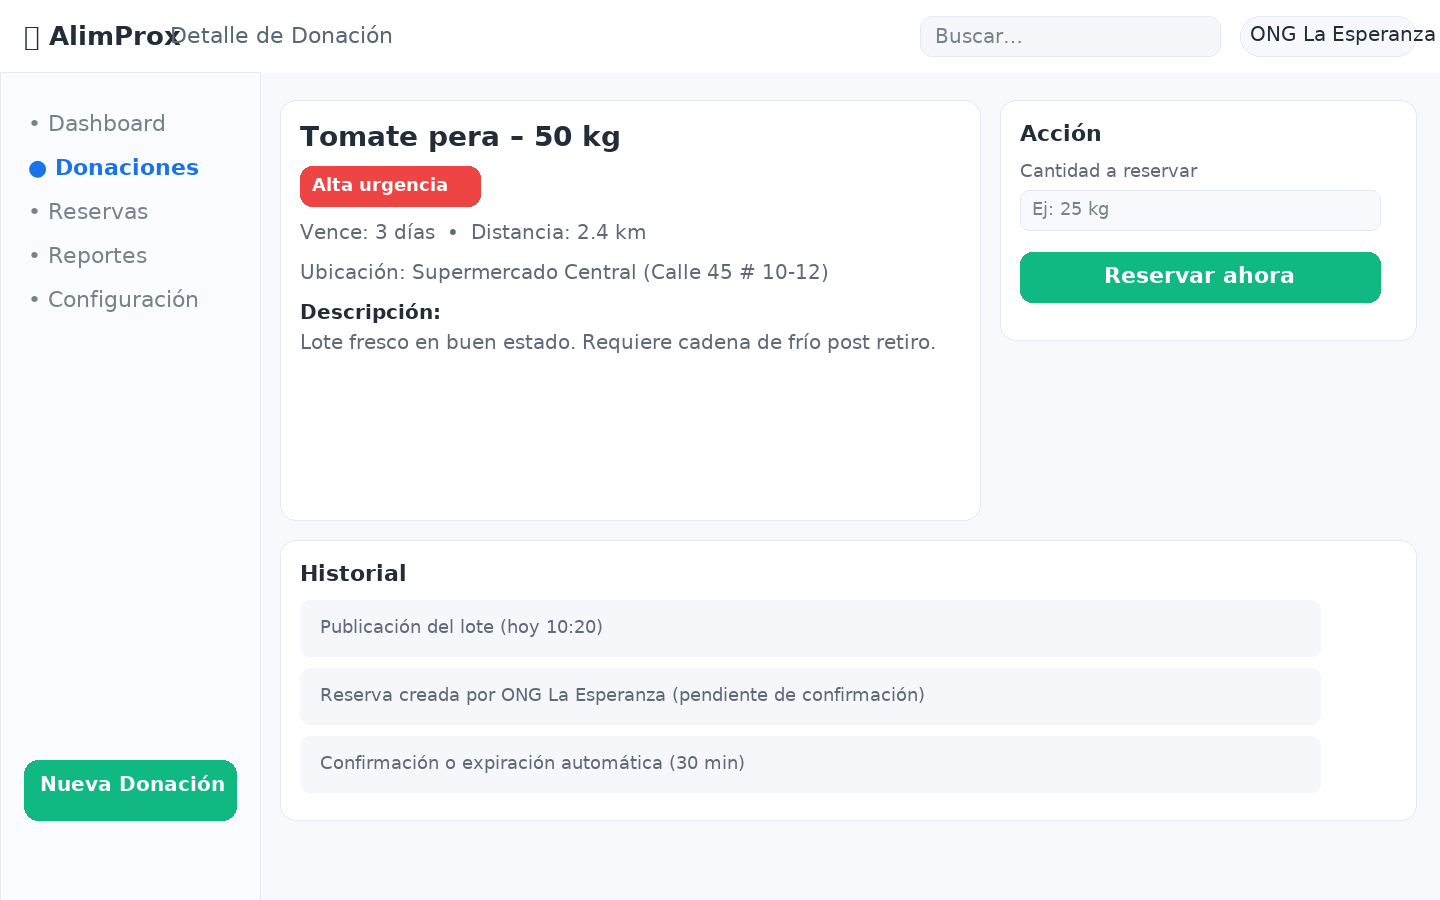 AlimProx
Detalle de Donación
Buscar...
ONG La Esperanza
• Dashboard
● Donaciones
• Reservas
• Reportes
• Configuración
Nueva Donación
Tomate pera – 50 kg
Alta urgencia
Vence: 3 días • Distancia: 2.4 km
Ubicación: Supermercado Central (Calle 45 # 10-12)
Descripción:
Lote fresco en buen estado. Requiere cadena de frío post retiro.
Acción
Cantidad a reservar
Ej: 25 kg
Reservar ahora
Historial
Publicación del lote (hoy 10:20)
Reserva creada por ONG La Esperanza (pendiente de confirmación)
Confirmación o expiración automática (30 min)